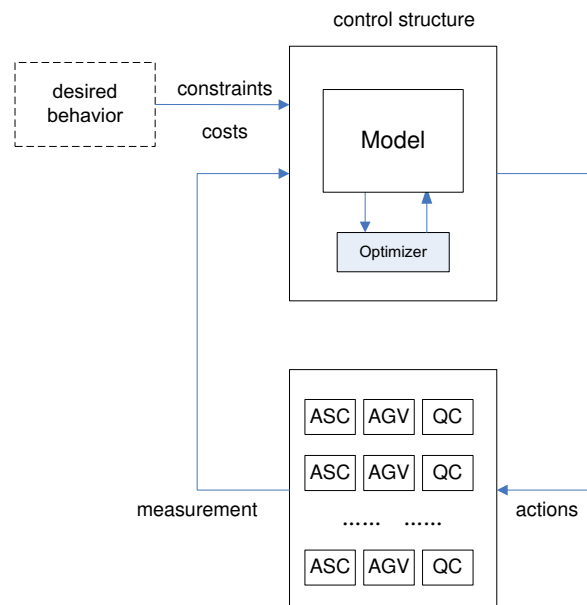 control structure
desired
behavior
constraints
costs
Model
Optimizer
ASC AGV QC
ASC AGV QC
...... ......
ASC AGV QC
measurement
actions